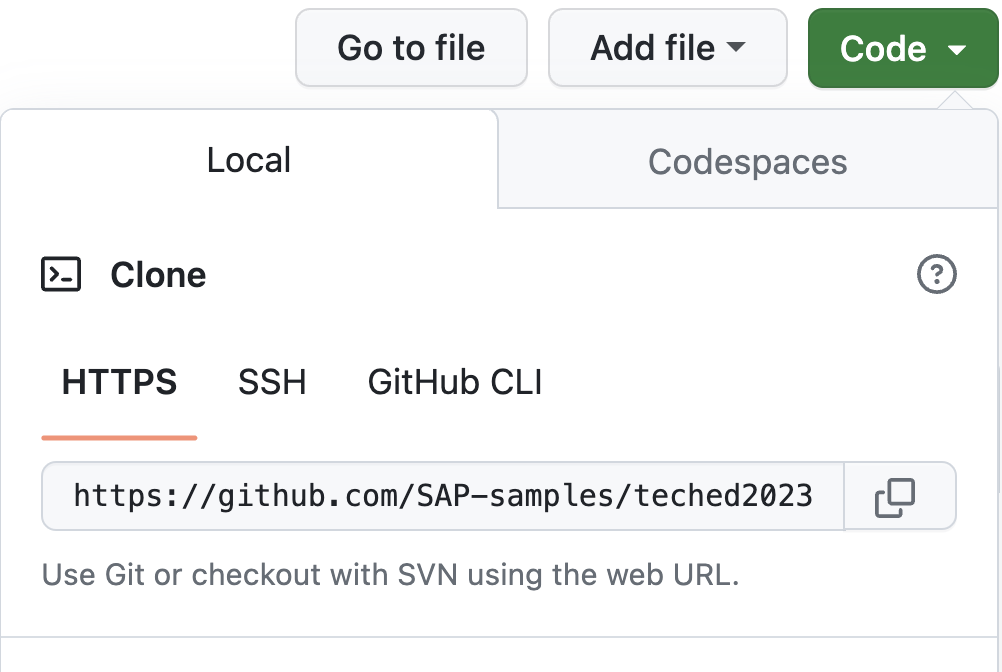 Go to file
Add file
Code
Local
Codespaces
Clone
HTTPS
SSH
GitHub CLI
https://github.com/SAP-samples/teched2023
Use Git or checkout with SVN using the web URL.